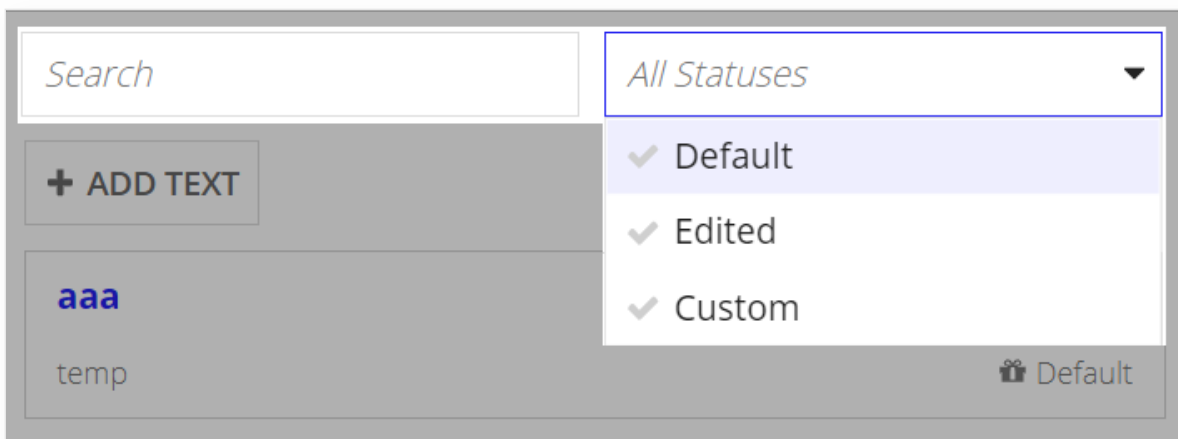 Search
All Statuses
Default
+ ADD TEXT
Edited
aaa
Custom
temp
Default